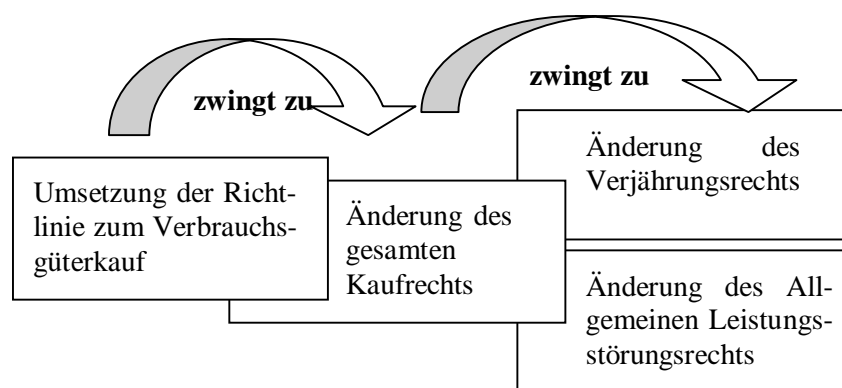 zwingt zu
zwingt zu
Umsetzung der Richt-
linie zum Verbrauchs-
güterkauf
Änderung des
gesamten
Kaufrechts
Änderung des
Verjährungsrechts
Änderung des All-
gemeinen Leistungs-
störungsrechts